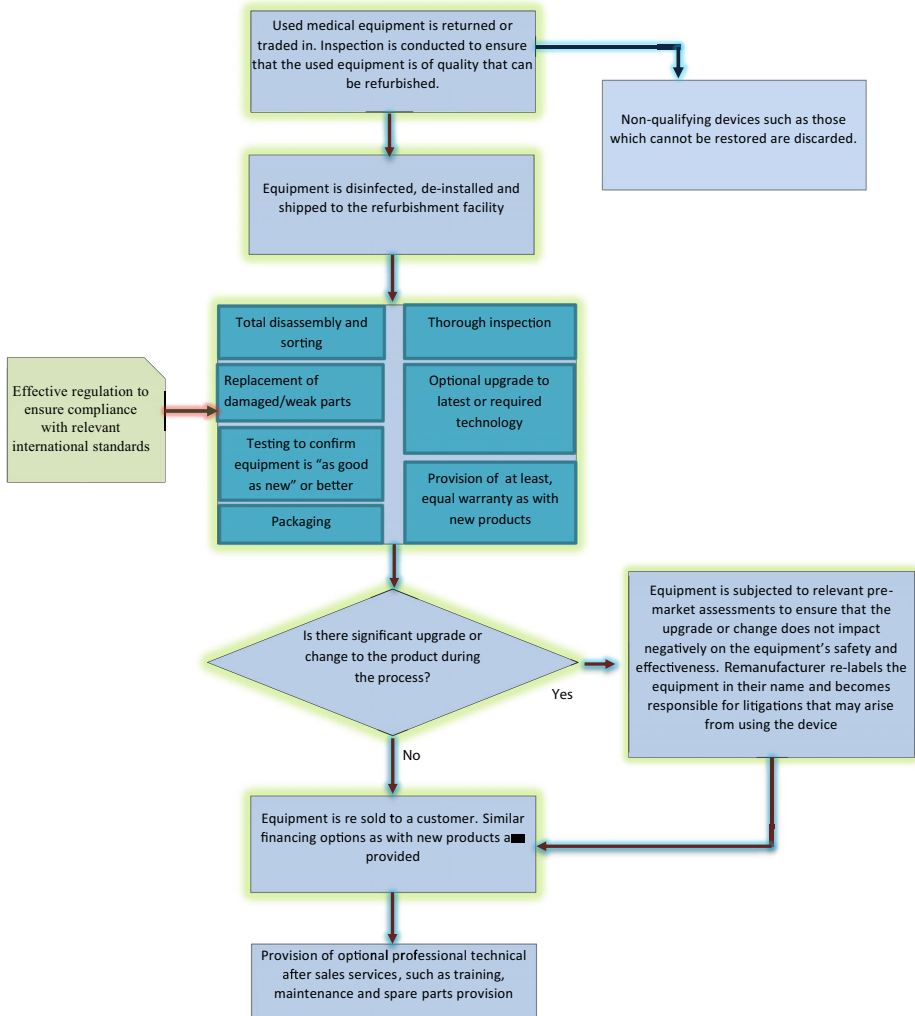 Used medical equipment is returned or
traded in. Inspection is conducted to ensure
that the used equipment is of quality that can
be refurbished.
Non-qualifying devices such as those
which cannot be restored are discarded.
Equipment is disinfected, de-installed and
shipped to the refurbishment facility
Total disassembly and
sorting
Thorough inspection
Replacement of
damaged/weak parts
Optional upgrade to
latest or required
technology
Testing to confirm
equipment is “as good
as new” or better
Provision of at least,
equal warranty as with
new products
Packaging
Effective regulation to
ensure compliance
with relevant
international standards
Is there significant upgrade or
change to the product during
the process?
Yes
No
Equipment is subjected to relevant pre-
market assessments to ensure that the
upgrade or change does not impact
negatively on the equipment’s safety and
effectiveness. Remanufacturer re-labels the
equipment in their name and becomes
responsible for litigations that may arise
from using the device
Equipment is re sold to a customer. Similar
financing options as with new products
provided
Provision of optional professional technical
after sales services, such as training,
maintenance and spare parts provision